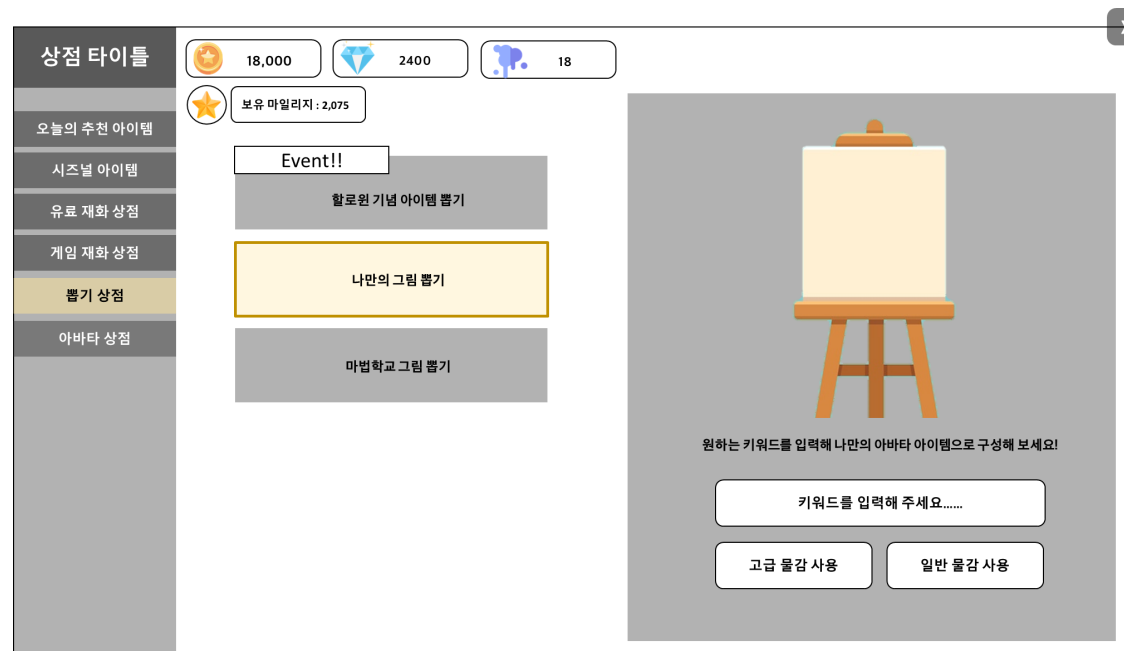 상점 타이틀
18,000
2400
18
보유 마일리지 : 2,075
오늘의 추천 아이템
시즈널 아이템
유료 재화 상점
게임 재화 상점
뽑기 상점
아바타 상점
Event!!
할로윈 기념 아이템 뽑기
나만의 그림 뽑기
마법학교 그림 뽑기
원하는 키워드를 입력해 나만의 아바타 아이템으로 구성해 보세요!
키워드를 입력해 주세요......
고급 물감 사용
일반 물감 사용